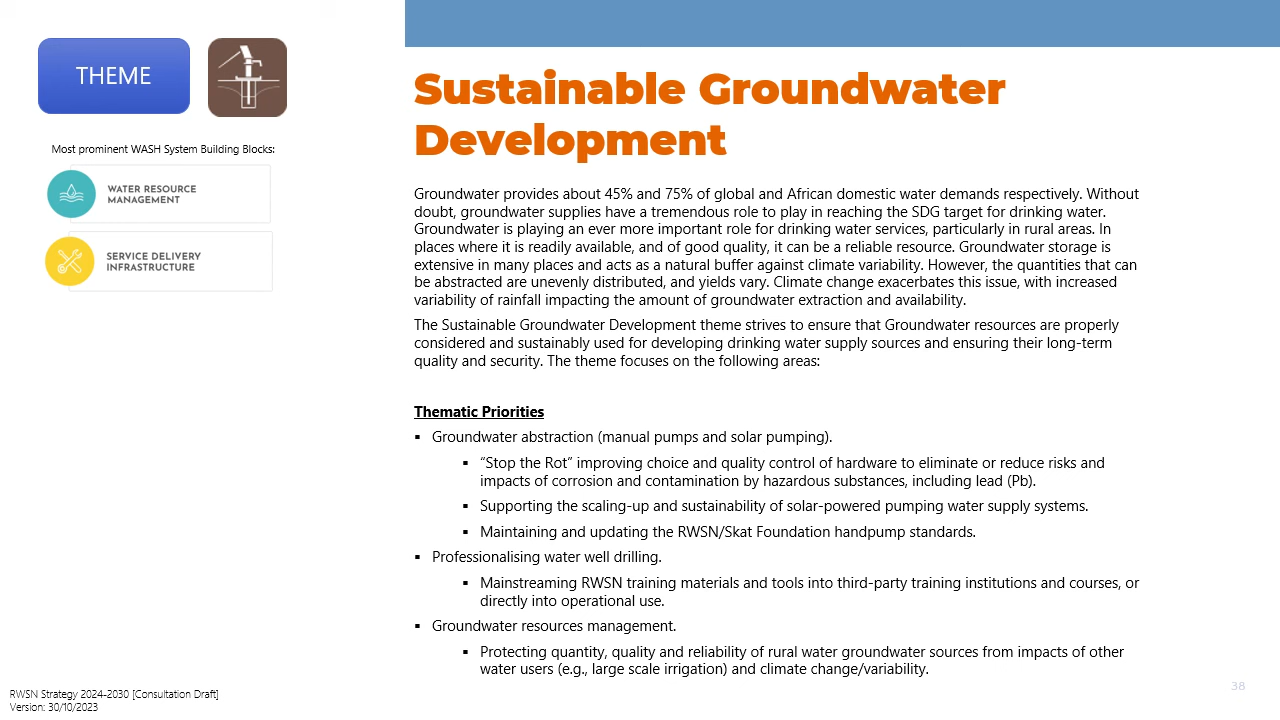 THEME
Most prominent WASH System Building Blocks:
WATER RESOURCE
MANAGEMENT
SERVICE DELIVERY
INFRASTRUCTURE
Sustainable Groundwater
Development
Groundwater provides about 45% and 75% of global and African domestic water demands respectively. Without
doubt, groundwater supplies have a tremendous role to play in reaching the SDG target for drinking water.
Groundwater is playing an ever more important role for drinking water services, particularly in rural areas. In
places where it is readily available, and of good quality, it can be a reliable resource. Groundwater storage is
extensive in many places and acts as a natural buffer against climate variability. However, the quantities that can
be abstracted are unevenly distributed, and yields vary. Climate change exacerbates this issue, with increased
variability of rainfall impacting the amount of groundwater extraction and availability.
The Sustainable Groundwater Development theme strives to ensure that Groundwater resources are properly
considered and sustainably used for developing drinking water supply sources and ensuring their long-term
quality and security. The theme focuses on the following areas:
Thematic Priorities
▪ Groundwater abstraction (manual pumps and solar pumping).
▪ “Stop the Rot” improving choice and quality control of hardware to eliminate or reduce risks and
impacts of corrosion and contamination by hazardous substances, including lead (Pb).
▪ Supporting the scaling-up and sustainability of solar-powered pumping water supply systems.
▪ Maintaining and updating the RWSN/Skat Foundation handpump standards.
▪ Professionalising water well drilling.
▪ Mainstreaming RWSN training materials and tools into third-party training institutions and courses, or
directly into operational use.
▪ Groundwater resources management.
▪ Protecting quantity, quality and reliability of rural water groundwater sources from impacts of other
water users (e.g., large scale irrigation) and climate change/variability.
RWSN Strategy 2024-2030 [Consultation Draft]
Version: 30/10/2023
38